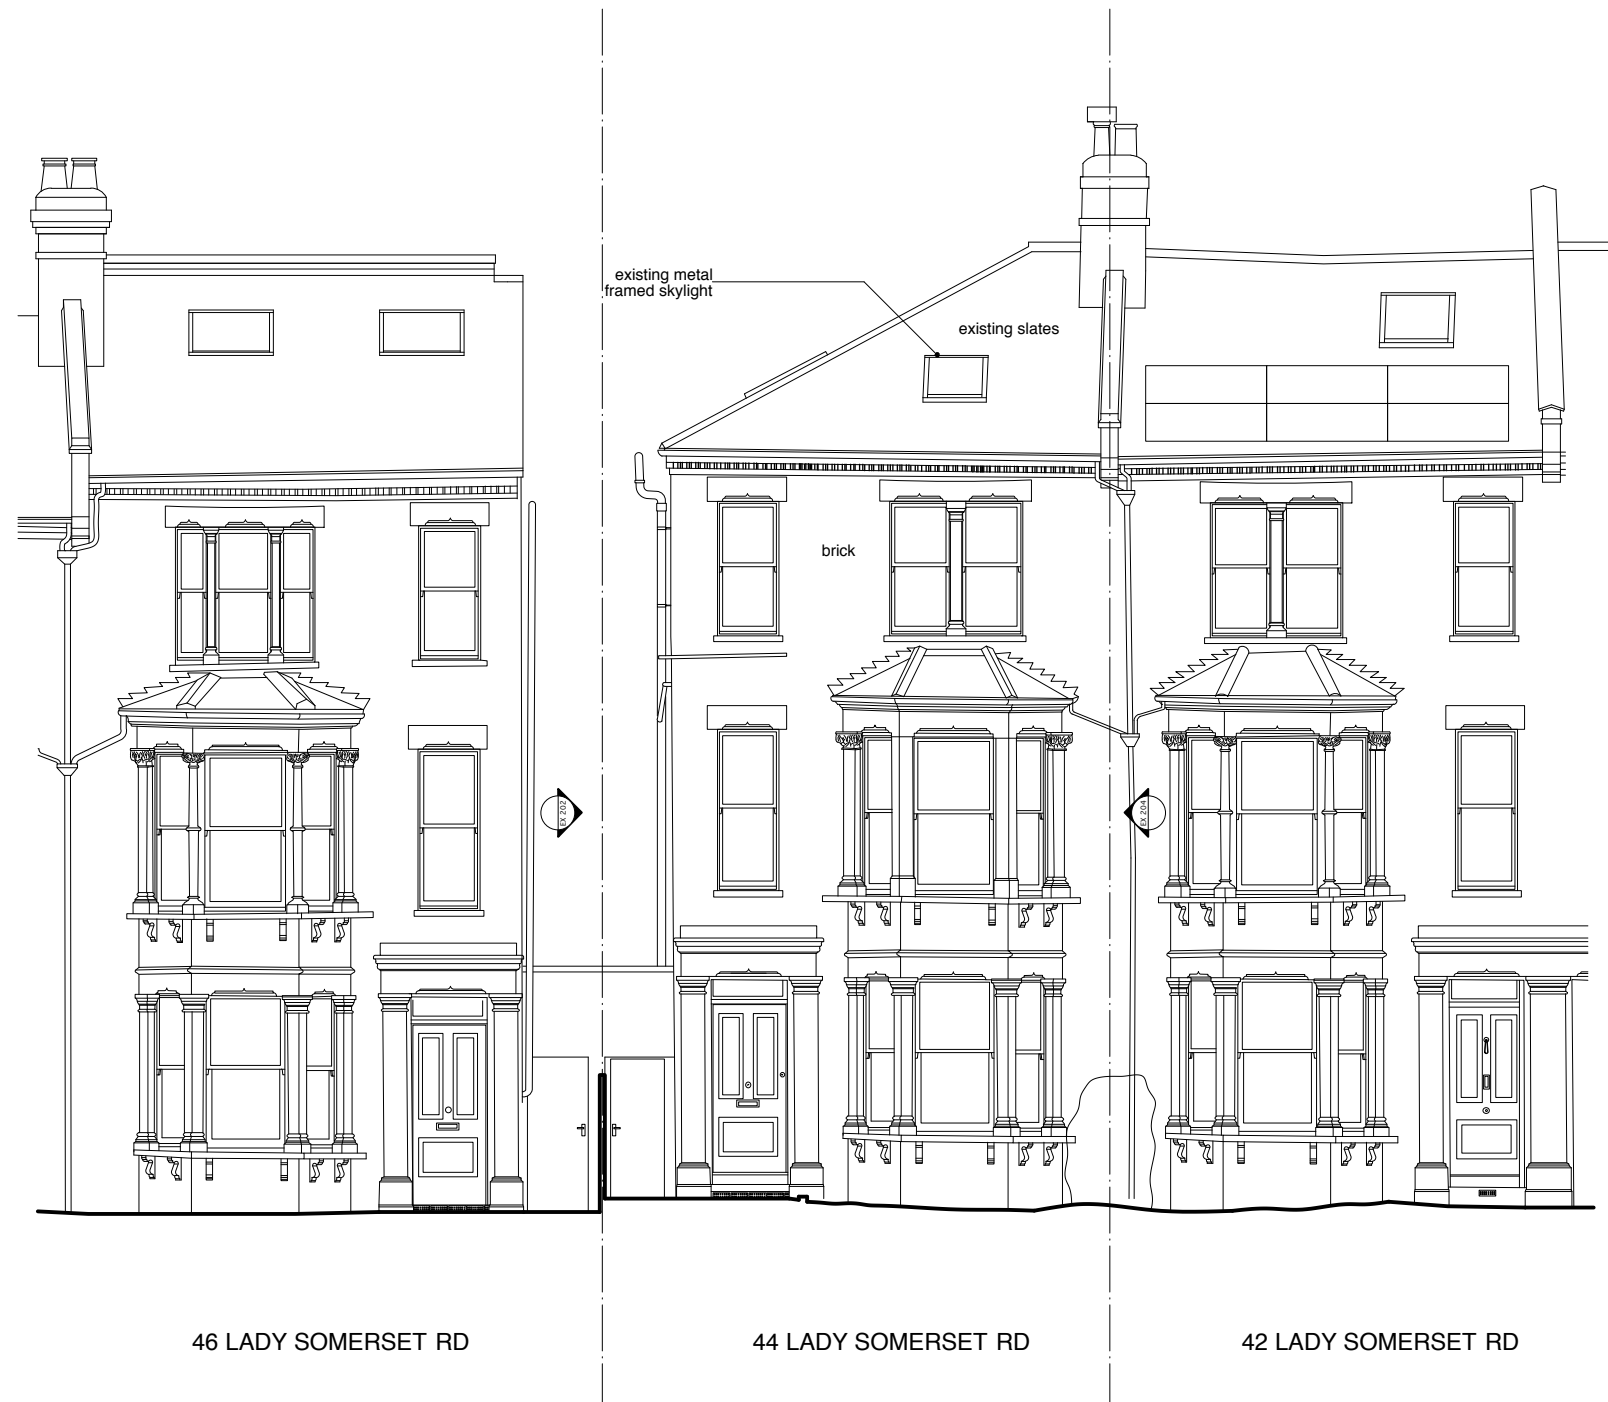 existing metal
framed skylight
existing slates
brick
EX 202
EX 204
46 LADY SOMERSET RD
44 LADY SOMERSET RD
42 LADY SOMERSET RD